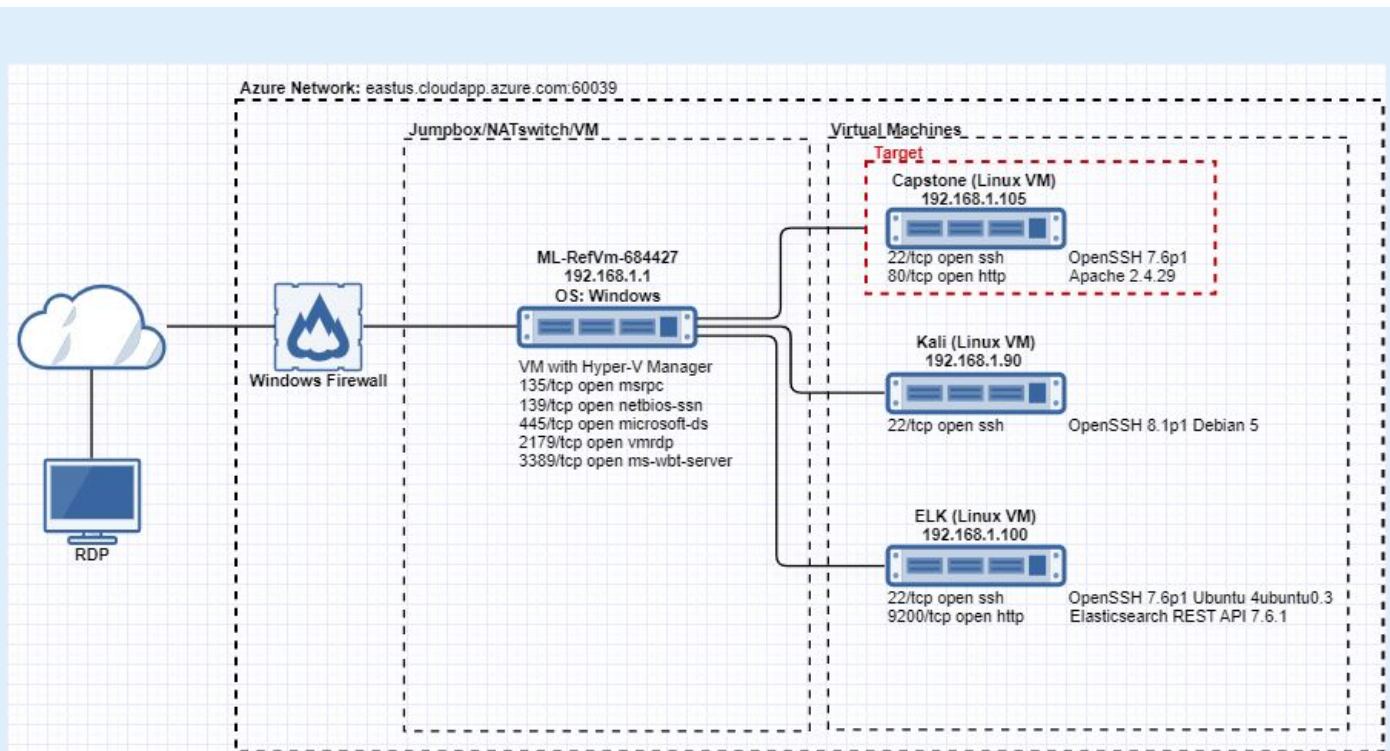 Azure Network: eastus.cloudapp.azure.com:60039
Jumpbox/NATswitch/VM
Virtual Machines
Target
Capstone (Linux VM)
192.168.1.105
22/tcp open ssh OpenSSH 7.6p1
80/tcp open http Apache 2.4.29
ML-RefVm-684427
192.168.1.1
OS: Windows
VM with Hyper-V Manager
135/tcp open msrpc
139/tcp open netbios-ssn
445/tcp open microsoft-ds
2179/tcp open vmrdp
3389/tcp open ms-wbt-server
Windows Firewall
RDP
Kali (Linux VM)
192.168.1.90
22/tcp open ssh OpenSSH 8.1p1 Debian 5
ELK (Linux VM)
192.168.1.100
22/tcp open ssh OpenSSH 7.6p1 Ubuntu 4ubuntu0.3
9200/tcp open http Elasticsearch REST API 7.6.1